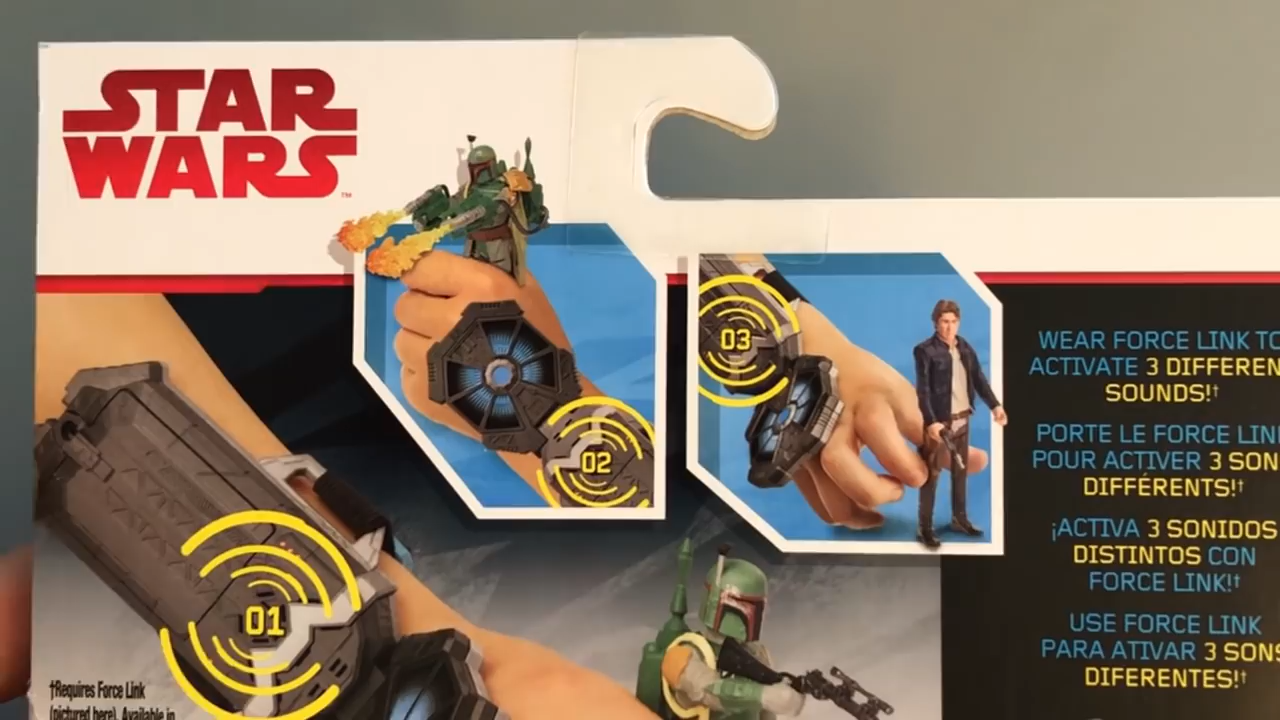 STAR
WARS™
02
03
01
WEAR FORCE LINK TO
ACTIVATE 3 DIFFEREN
SOUNDS!†
PORTE LE FORCE LINK
POUR ACTIVER 3 SON
DIFFÉRENTS!†
¡ACTIVA 3 SONIDOS
DISTINTOS CON
FORCE LINK!†
USE FORCE LINK
PARA ATIVAR 3 SONS
DIFERENTES!†
†Requires Force Link
(pictured here). Available in